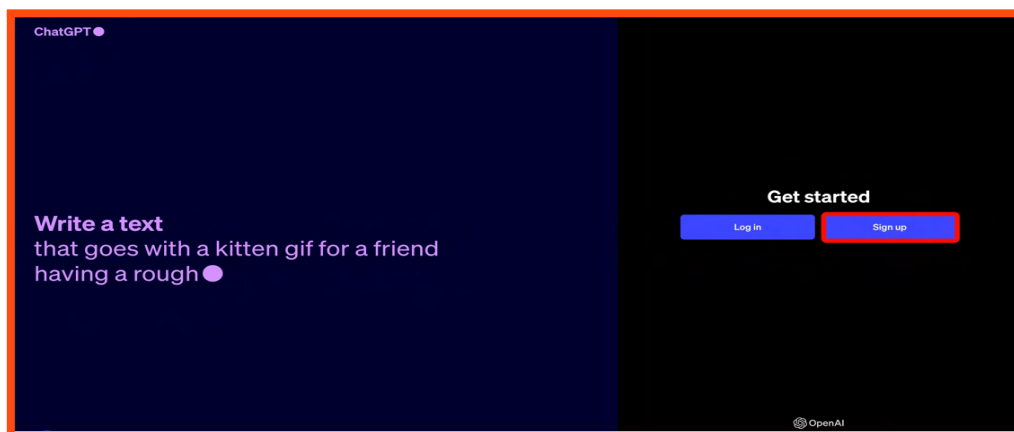 ChatGPT
Write a text
that goes with a kitten gif for a friend
having a rough
Get started
Log in
Sign up
OpenAI